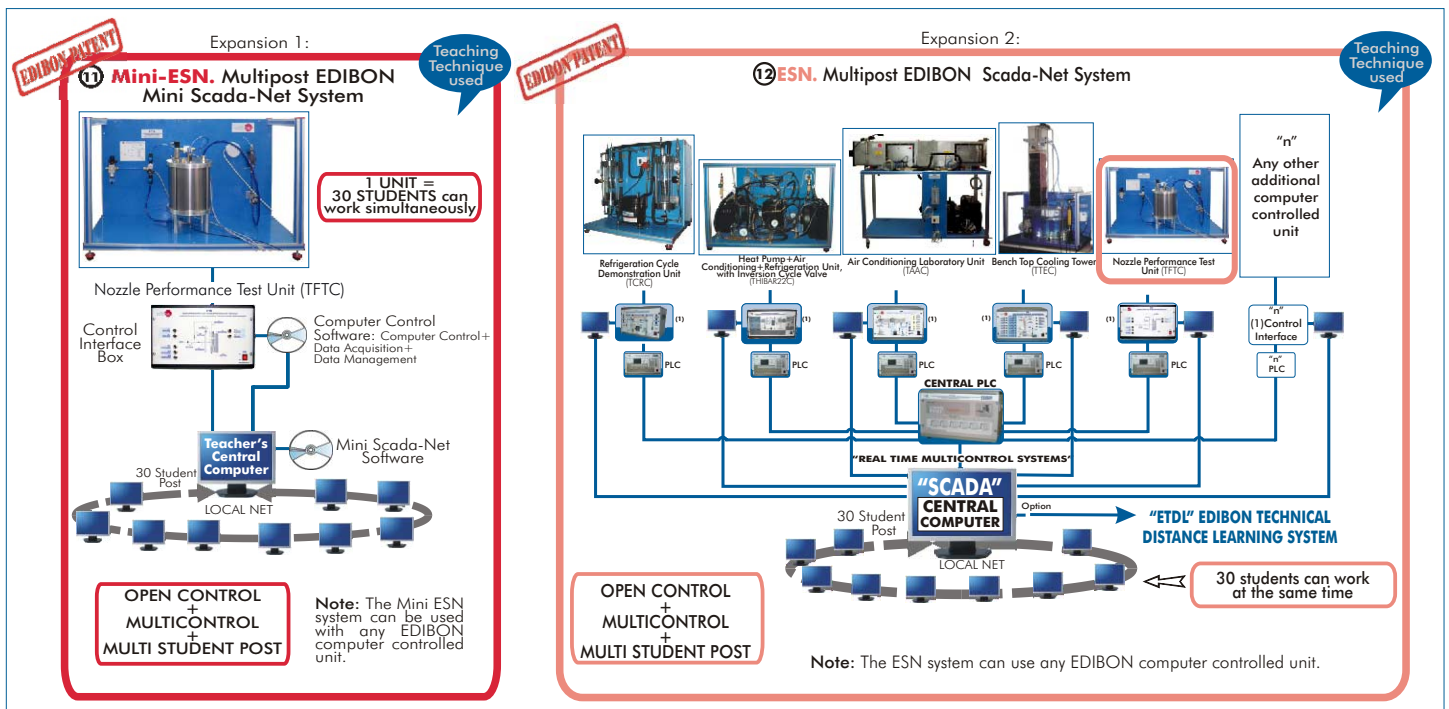 Expansion 1:
EDIBON PATENT
Teaching
Technique
used
11 Mini-ESN. Multipost EDIBON
Mini Scada-Net System
1 UNIT =
30 STUDENTS can
work simultaneously
Nozzle Performance Test Unit (TFTC)
Control
Interface
Box
Computer Control
Software: Computer Control+
Data Acquisition+
Data Management
Teacher's
Central
Computer
Mini Scada-Net
Software
30 Student
Post
LOCAL NET
OPEN CONTROL
+
MULTICONTROL
+
MULTI STUDENT POST
Note: The Mini ESN
system can be used
with any EDIBON
computer controlled
unit.
Expansion 2:
EDIBON PATENT
Teaching
Technique
used
12 ESN. Multipost EDIBON Scada-Net System
Refrigeration Cycle
Demonstration Unit
(TCRC)
Heat Pump+Air
Conditioning+Refrigeration Unit,
with Inversion Cycle Valve
(THIBAR22C)
Air Conditioning Laboratory Unit
(TAAC)
Bench Top Cooling Tower
(TTEC)
Nozzle Performance Test
Unit (TFTC)
"n"
Any other
additional
computer
controlled
unit
(1)
(1)
(1)
(1)
(1)
"n"
(1)Control
Interface
PLC
PLC
PLC
PLC
PLC
"n"
PLC
CENTRAL PLC
"REAL TIME MULTICONTROL SYSTEMS"
"SCADA"
CENTRAL
COMPUTER
Option
"ETDL" EDIBON TECHNICAL
DISTANCE LEARNING SYSTEM
30 Student
Post
LOCAL NET
30 students can work
at the same time
OPEN CONTROL
+
MULTICONTROL
+
MULTI STUDENT POST
Note: The ESN system can use any EDIBON computer controlled unit.